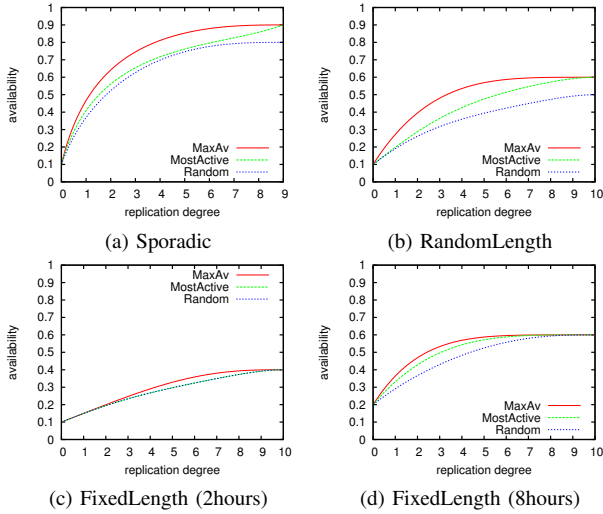 1
0.9
0.8
0.7
0.6
0.5
0.4
0.3
0.2
0.1
0
availability
MaxAv
MostActive
Random
0 1 2 3 4 5 6 7 8 9
replication degree
(a) Sporadic
1
0.9
0.8
0.7
0.6
0.5
0.4
0.3
0.2
0.1
0
availability
MaxAv
MostActive
Random
0 1 2 3 4 5 6 7 8 9 10
replication degree
(b) RandomLength
1
0.9
0.8
0.7
0.6
0.5
0.4
0.3
0.2
0.1
0
availability
MaxAv
MostActive
Random
0 1 2 3 4 5 6 7 8 9 10
replication degree
(c) FixedLength (2hours)
1
0.9
0.8
0.7
0.6
0.5
0.4
0.3
0.2
0.1
0
availability
MaxAv
MostActive
Random
0 1 2 3 4 5 6 7 8 9 10
replication degree
(d) FixedLength (8hours)